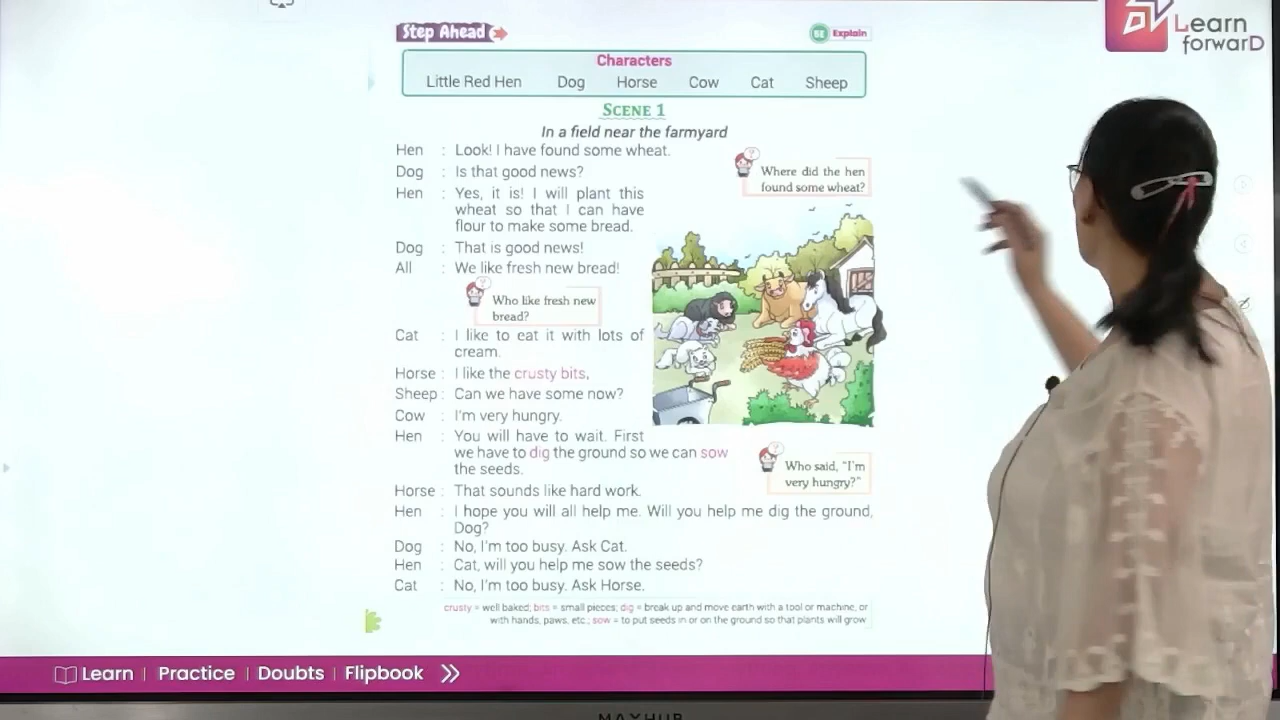 Step Ahead
5E Explain
Learn
forwarD
Characters
Little Red Hen Dog Horse Cow Cat Sheep
SCENE 1
In a field near the farmyard
Hen : Look! I have found some wheat.
Dog : Is that good news?
Where did the hen
found some wheat?
Hen : Yes, it is! I will plant this
wheat so that I can have
flour to make some bread.
Dog : That is good news!
All : We like fresh new bread!
Who like fresh new
bread?
Cat : I like to eat it with lots of
cream.
Horse : I like the crusty bits,
Sheep : Can we have some now?
Cow : I'm very hungry.
Hen : You will have to wait. First
we have to dig the ground so we can sow
the seeds.
Who said, “I'm
very hungry?”
Horse : That sounds like hard work.
Hen : I hope you will all help me. Will you help me dig the ground,
Dog?
Dog : No, I'm too busy. Ask Cat.
Hen : Cat, will you help me sow the seeds?
Cat : No, I'm too busy. Ask Horse.
crusty = well baked; bits = small pieces; dig = break up and move earth with a tool or machine, or
with hands, paws, etc.; sow = to put seeds in or on the ground so that plants will grow
Learn | Practice | Doubts | Flipbook
MAXHUB